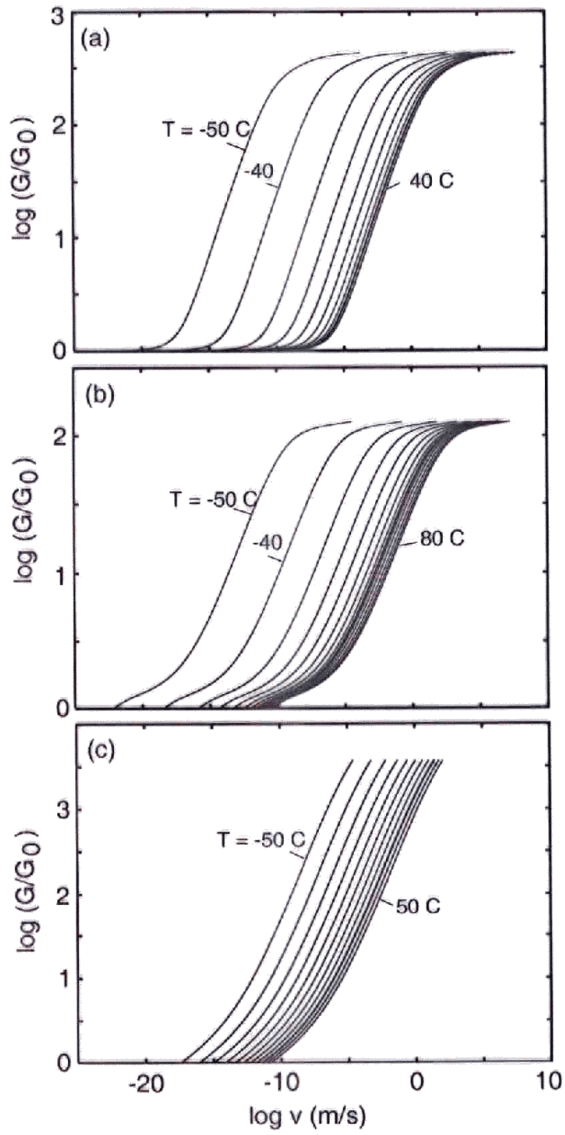 3
(a)
T = -50 C
-40
40 C
2
1
0
log (G/G0)
(b)
T = -50 C
-40
80 C
2
1
0
log (G/G0)
(c)
T = -50 C
50 C
3
2
1
0
log (G/G0)
-20
-10
0
10
log v (m/s)